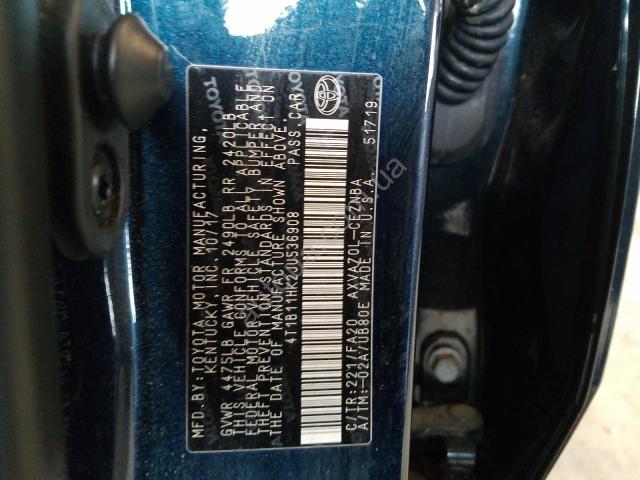 MFD.BY:TOYOTA MOTOR MANUFACTURING,
KENTUCKY, INC. 10/17
GVWR 4475LB GAWR FR 2490LB RR 2420LB
THIS VEHICLE CONFORMS TO ALL APPLICABLE
FEDERAL MOTOR VEHICLE SAFETY, BUMPER, AND
THEFT PREVENTION STANDARDS IN EFFECT ON
THE DATE OF MANUFACTURE SHOWN ABOVE.
4T1B11HK2JU536908 PASS.CAR
C/TR:221/FA20 AXVA70L-CEZNBA
A/TM:-02A/UB80E MADE IN U.S.A. 51719